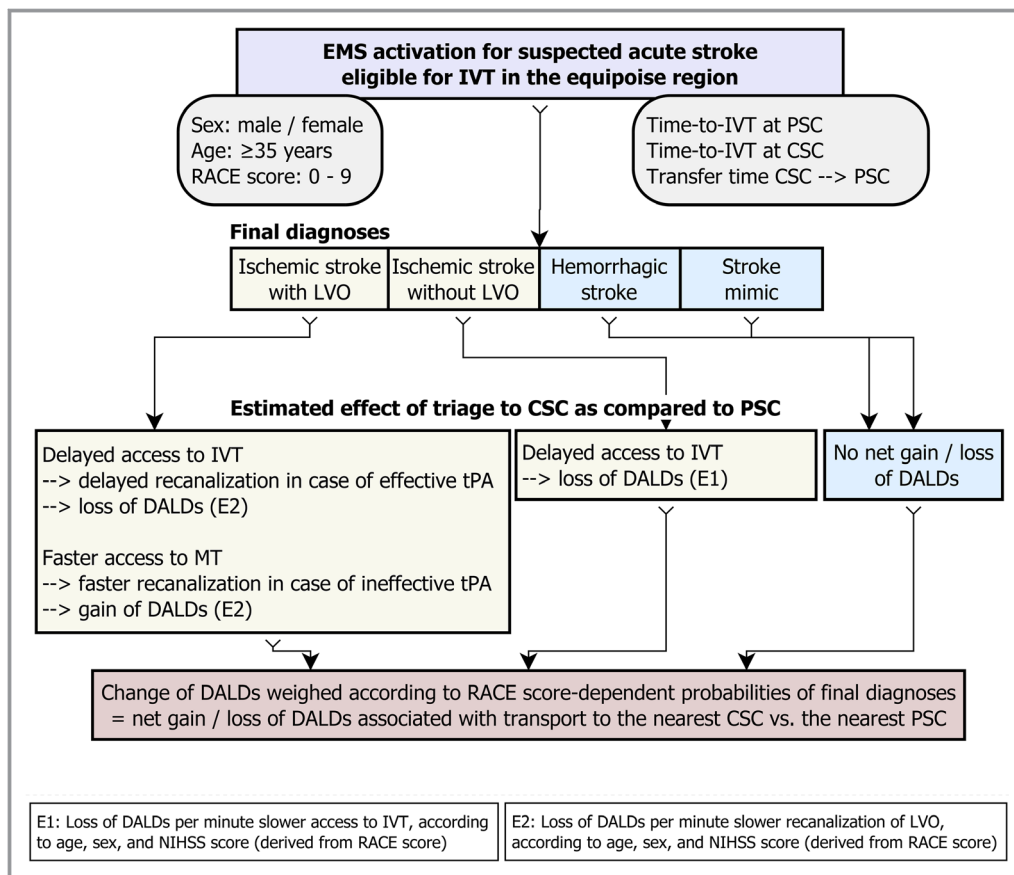 EMS activation for suspected acute stroke
eligible for IVT in the equipoise region
Sex: male / female
Age: ≥35 years
RACE score: 0 - 9
Time-to-IVT at PSC
Time-to-IVT at CSC
Transfer time CSC --> PSC
Final diagnoses
Ischemic stroke
with LVO
Ischemic stroke
without LVO
Hemorrhagic
stroke
Stroke
mimic
Estimated effect of triage to CSC as compared to PSC
Delayed access to IVT
--> delayed recanalization in case of effective tPA
--> loss of DALDs (E2)
Faster access to MT
--> faster recanalization in case of ineffective tPA
--> gain of DALDs (E2)
Delayed access to IVT
--> loss of DALDs (E1)
No net gain / loss
of DALDs
Change of DALDs weighed according to RACE score-dependent probabilities of final diagnoses
= net gain / loss of DALDs associated with transport to the nearest CSC vs. the nearest PSC
E1: Loss of DALDs per minute slower access to IVT, according
to age, sex, and NIHSS score (derived from RACE score)
E2: Loss of DALDs per minute slower recanalization of LVO,
according to age, sex, and NIHSS score (derived from RACE score)